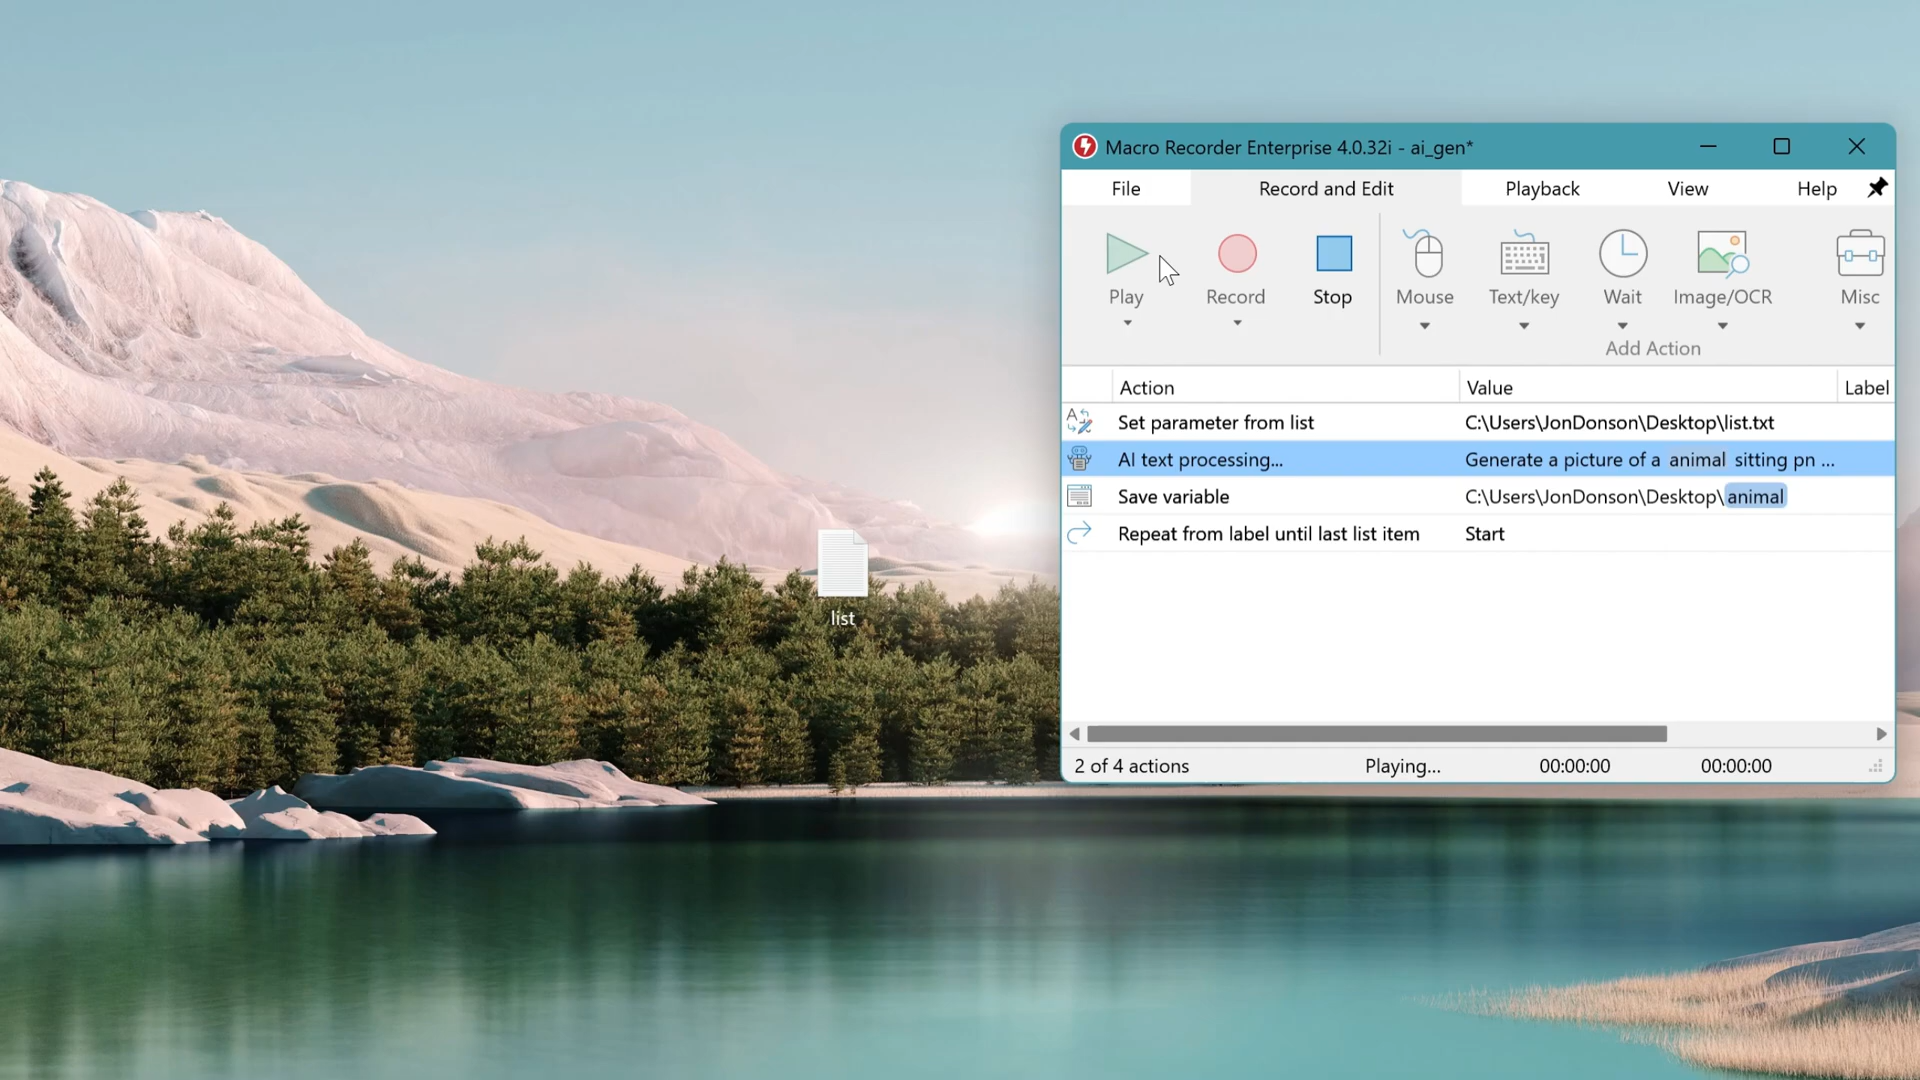 Macro Recorder Enterprise 4.0.32i - ai_gen*
File Record and Edit Playback View Help
Play Record Stop Mouse Text/key Wait Image/OCR Misc
Add Action
Action Value Label
Set parameter from list C:\Users\JonDonson\Desktop\list.txt
AI text processing... Generate a picture of a animal sitting pn ...
Save variable C:\Users\JonDonson\Desktop\animal
Repeat from label until last list item Start
list
2 of 4 actions Playing... 00:00:00 00:00:00